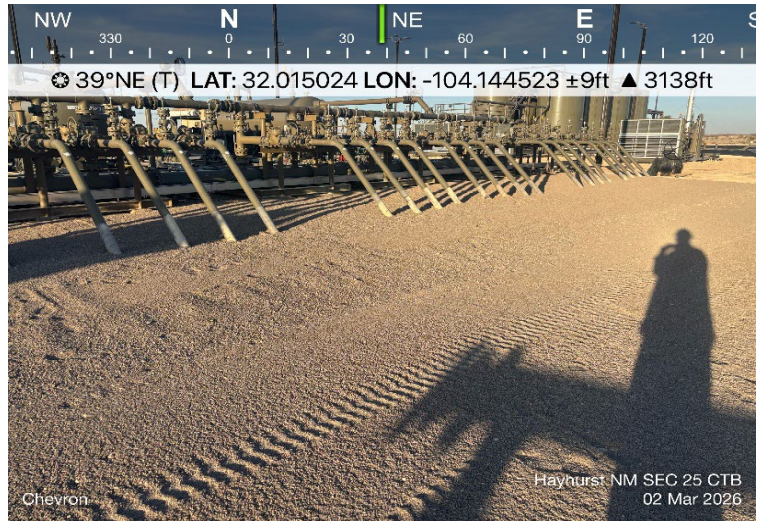 NW N NE E S
330 0 30 60 90 120
39°NE (T) LAT: 32.015024 LON: -104.144523 ±9ft ▲ 3138ft
Hayhurst NM SEC 25 CTB
Chevron 02 Mar 2026